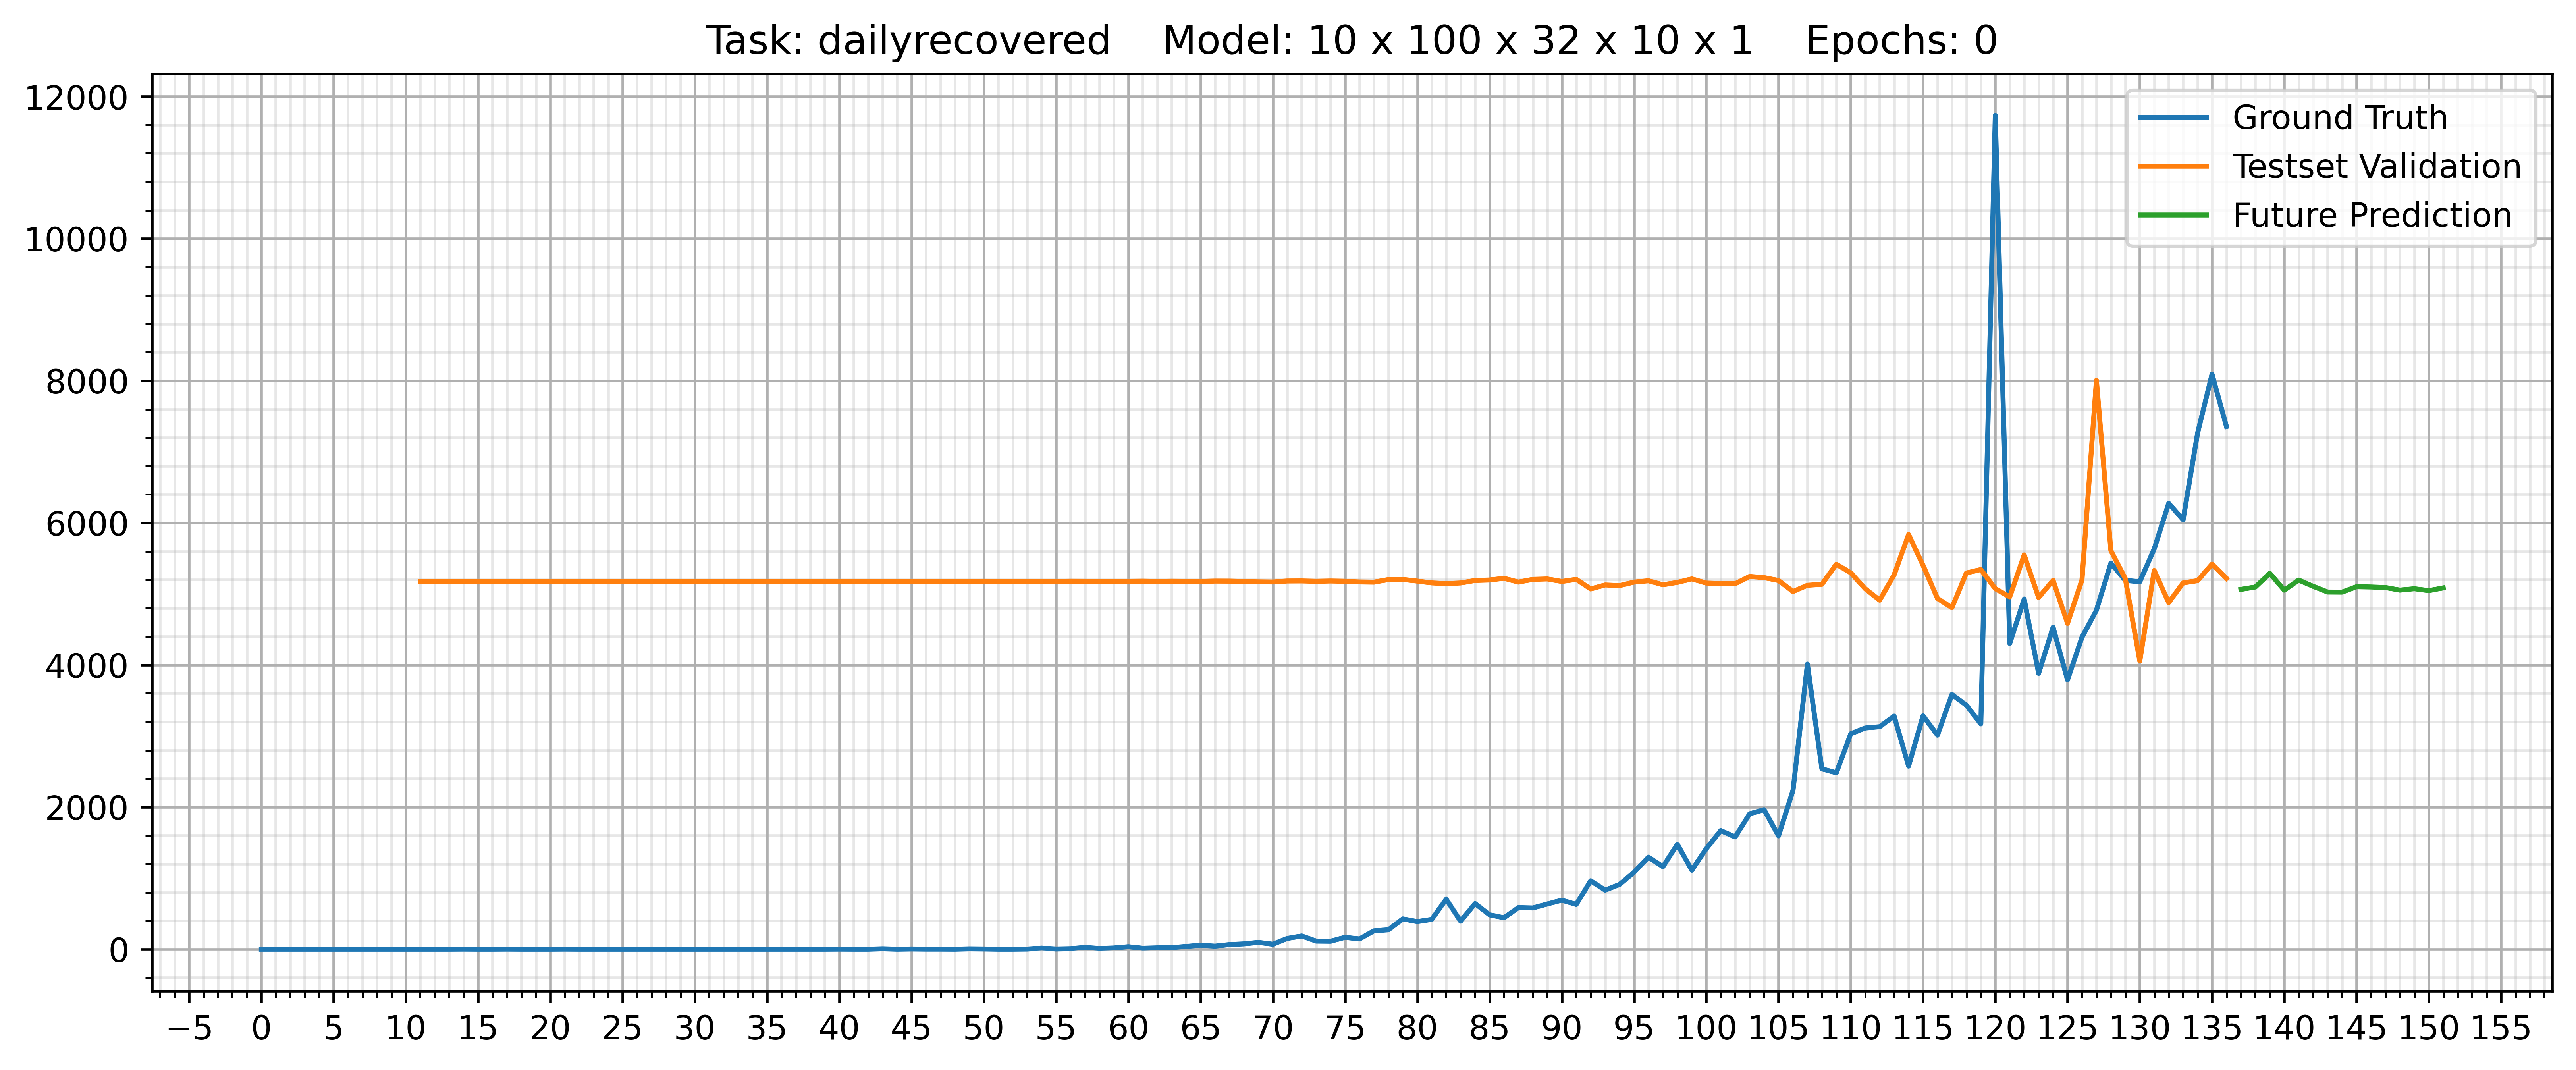 Task: dailyrecovered    Model: 10 x 100 x 32 x 10 x 1    Epochs: 0
12000
10000
8000
6000
4000
2000
0
Ground Truth
Testset Validation
Future Prediction
−5 0 5 10 15 20 25 30 35 40 45 50 55 60 65 70 75 80 85 90 95 100 105 110 115 120 125 130 135 140 145 150 155